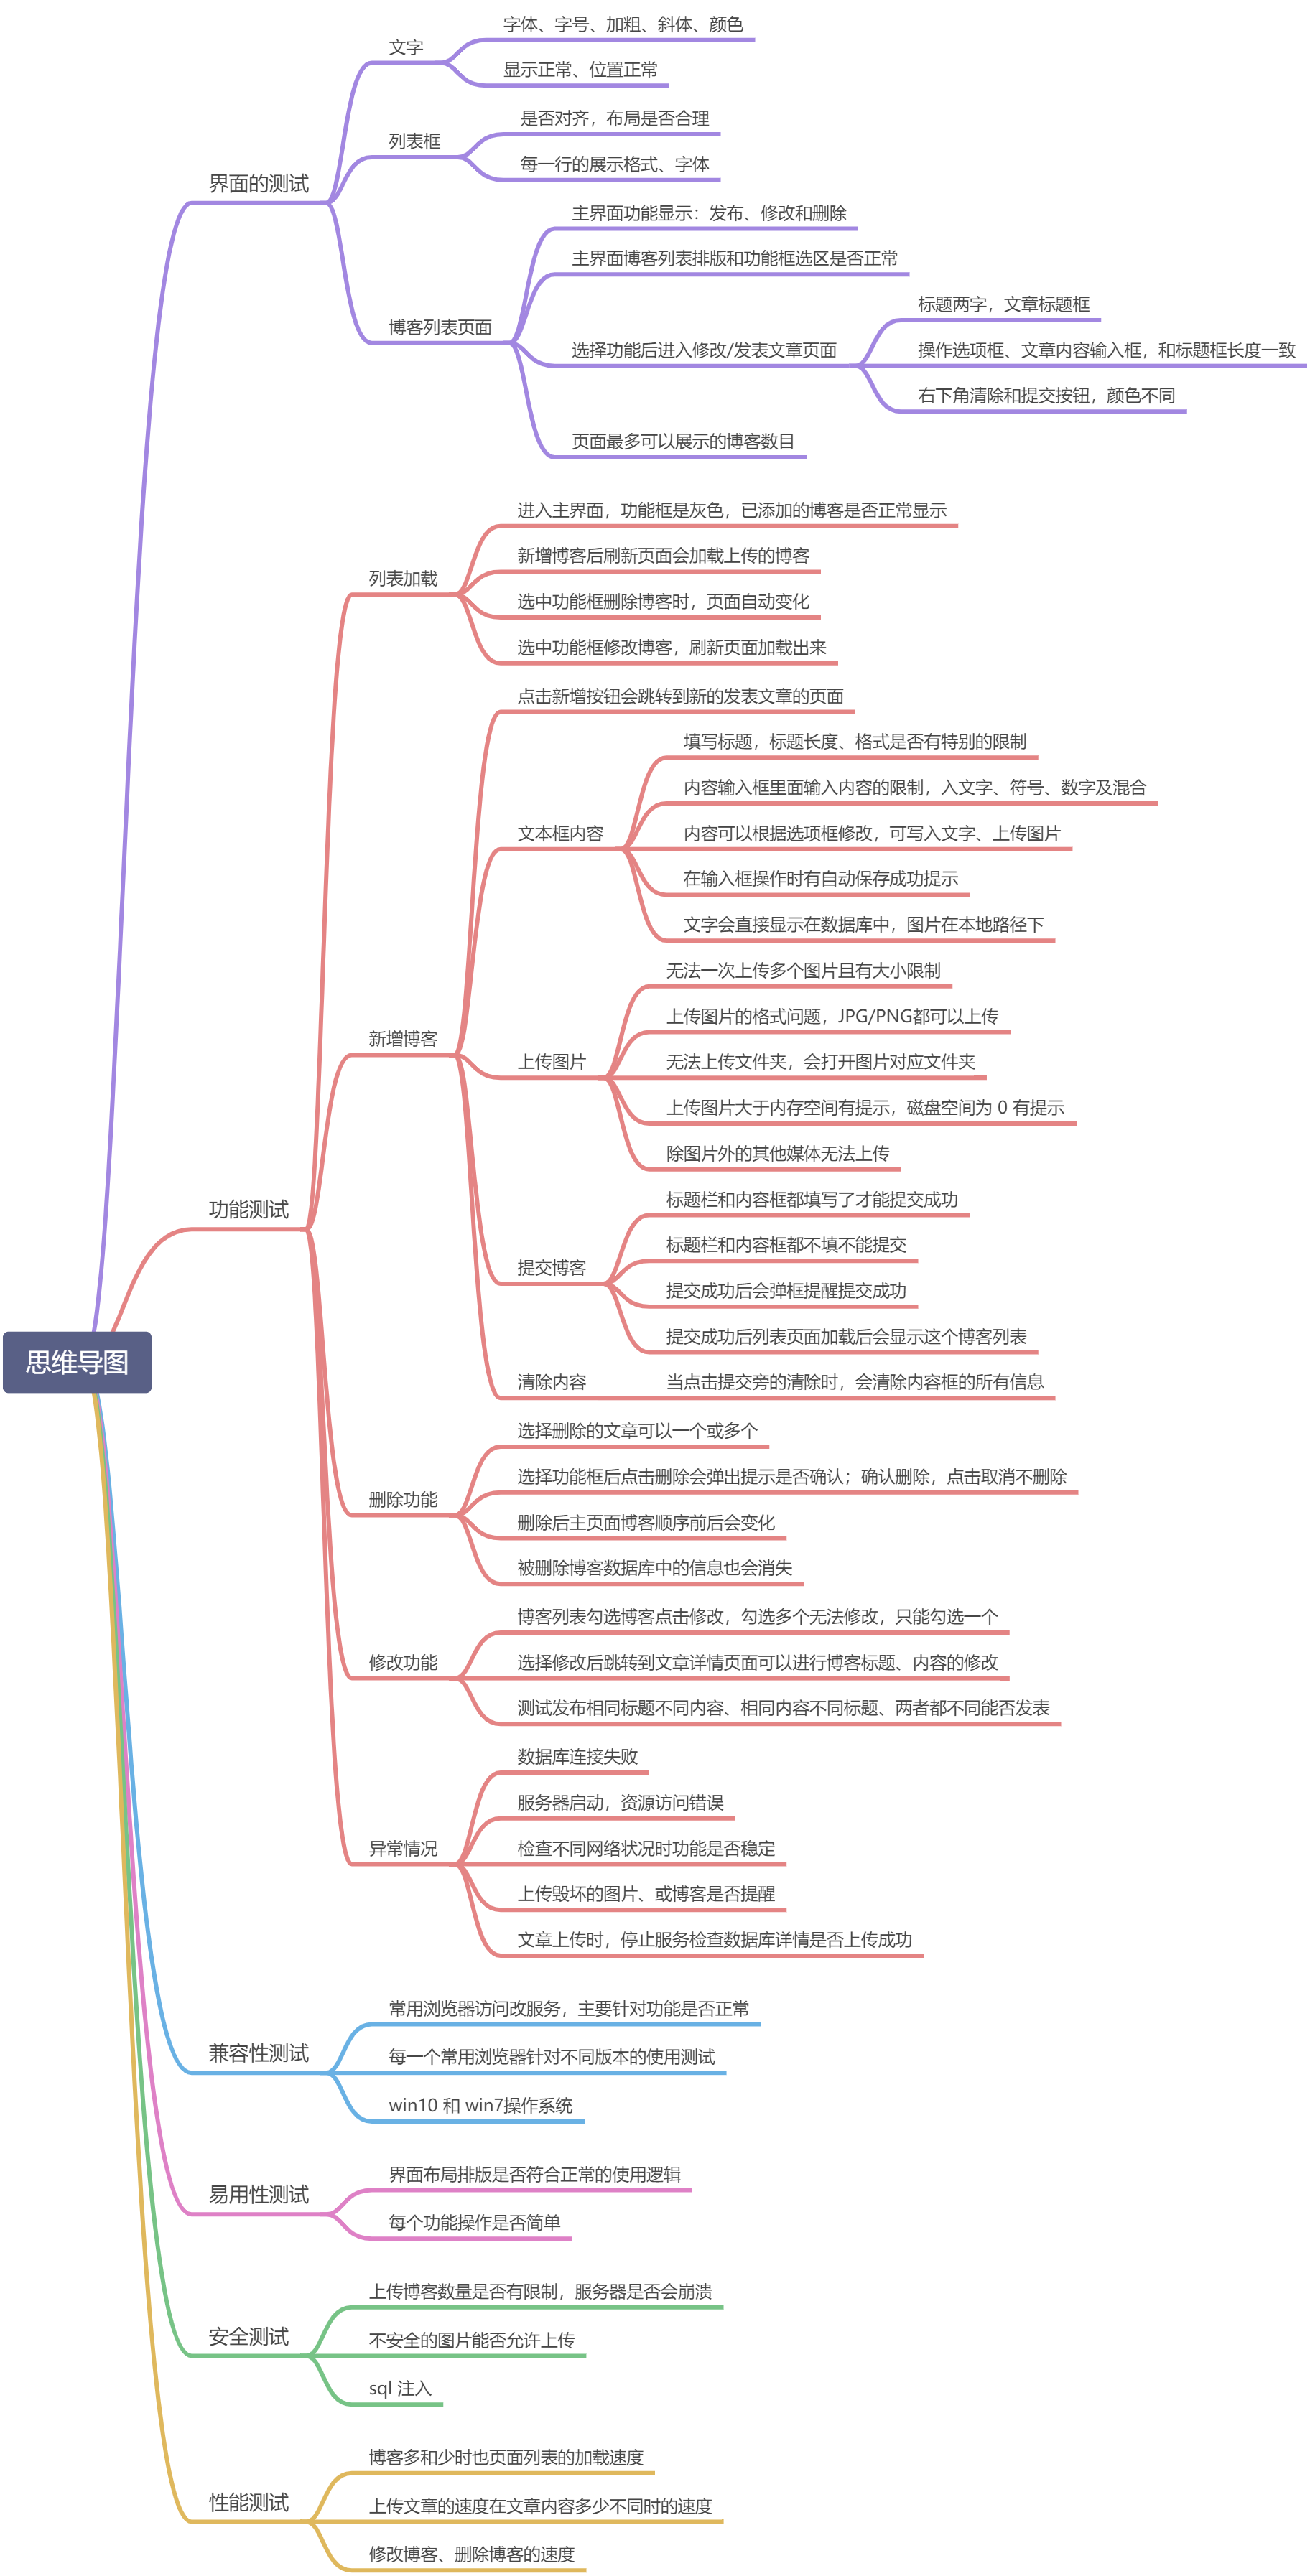 字体、字号、加粗、斜体、颜色
文字
显示正常、位置正常
是否对齐，布局是否合理
列表框
每一行的展示格式、字体
界面的测试
主界面功能显示：发布、修改和删除
主界面博客列表排版和功能框选区是否正常
标题两字，文章标题框
博客列表页面
选择功能后进入修改/发表文章页面
操作选项框、文章内容输入框，和标题框长度一致
右下角清除和提交按钮，颜色不同
页面最多可以展示的博客数目
进入主界面，功能框是灰色，已添加的博客是否正常显示
新增博客后刷新页面会加载上传的博客
列表加载
选中功能框删除博客时，页面自动变化
选中功能框修改博客，刷新页面加载出来
点击新增按钮会跳转到新的发表文章的页面
填写标题，标题长度、格式是否有特别的限制
内容输入框里面输入内容的限制，入文字、符号、数字及混合
文本框内容
内容可以根据选项框修改，可写入文字、上传图片
在输入框操作时有自动保存成功提示
文字会直接显示在数据库中，图片在本地路径下
无法一次上传多个图片且有大小限制
上传图片的格式问题，JPG/PNG都可以上传
新增博客
上传图片
无法上传文件夹，会打开图片对应文件夹
上传图片大于内存空间有提示，磁盘空间为 0 有提示
除图片外的其他媒体无法上传
标题栏和内容框都填写了才能提交成功
功能测试
标题栏和内容框都不填不能提交
提交博客
提交成功后会弹框提醒提交成功
提交成功后列表页面加载后会显示这个博客列表
思维导图
清除内容
当点击提交旁的清除时，会清除内容框的所有信息
选择删除的文章可以一个或多个
选择功能框后点击删除会弹出提示是否确认；确认删除，点击取消不删除
删除功能
删除后主页面博客顺序前后会变化
被删除博客数据库中的信息也会消失
博客列表勾选博客点击修改，勾选多个无法修改，只能勾选一个
修改功能
选择修改后跳转到文章详情页面可以进行博客标题、内容的修改
测试发布相同标题不同内容、相同内容不同标题、两者都不同能否发表
数据库连接失败
服务器启动，资源访问错误
异常情况
检查不同网络状况时功能是否稳定
上传毁坏的图片、或博客是否提醒
文章上传时，停止服务检查数据库详情是否上传成功
常用浏览器访问改服务，主要针对功能是否正常
兼容性测试
每一个常用浏览器针对不同版本的使用测试
win10 和 win7操作系统
界面布局排版是否符合正常的使用逻辑
易用性测试
每个功能操作是否简单
上传博客数量是否有限制，服务器是否会崩溃
安全测试
不安全的图片能否允许上传
sql 注入
博客多和少时也页面列表的加载速度
性能测试
上传文章的速度在文章内容多少不同时的速度
修改博客、删除博客的速度